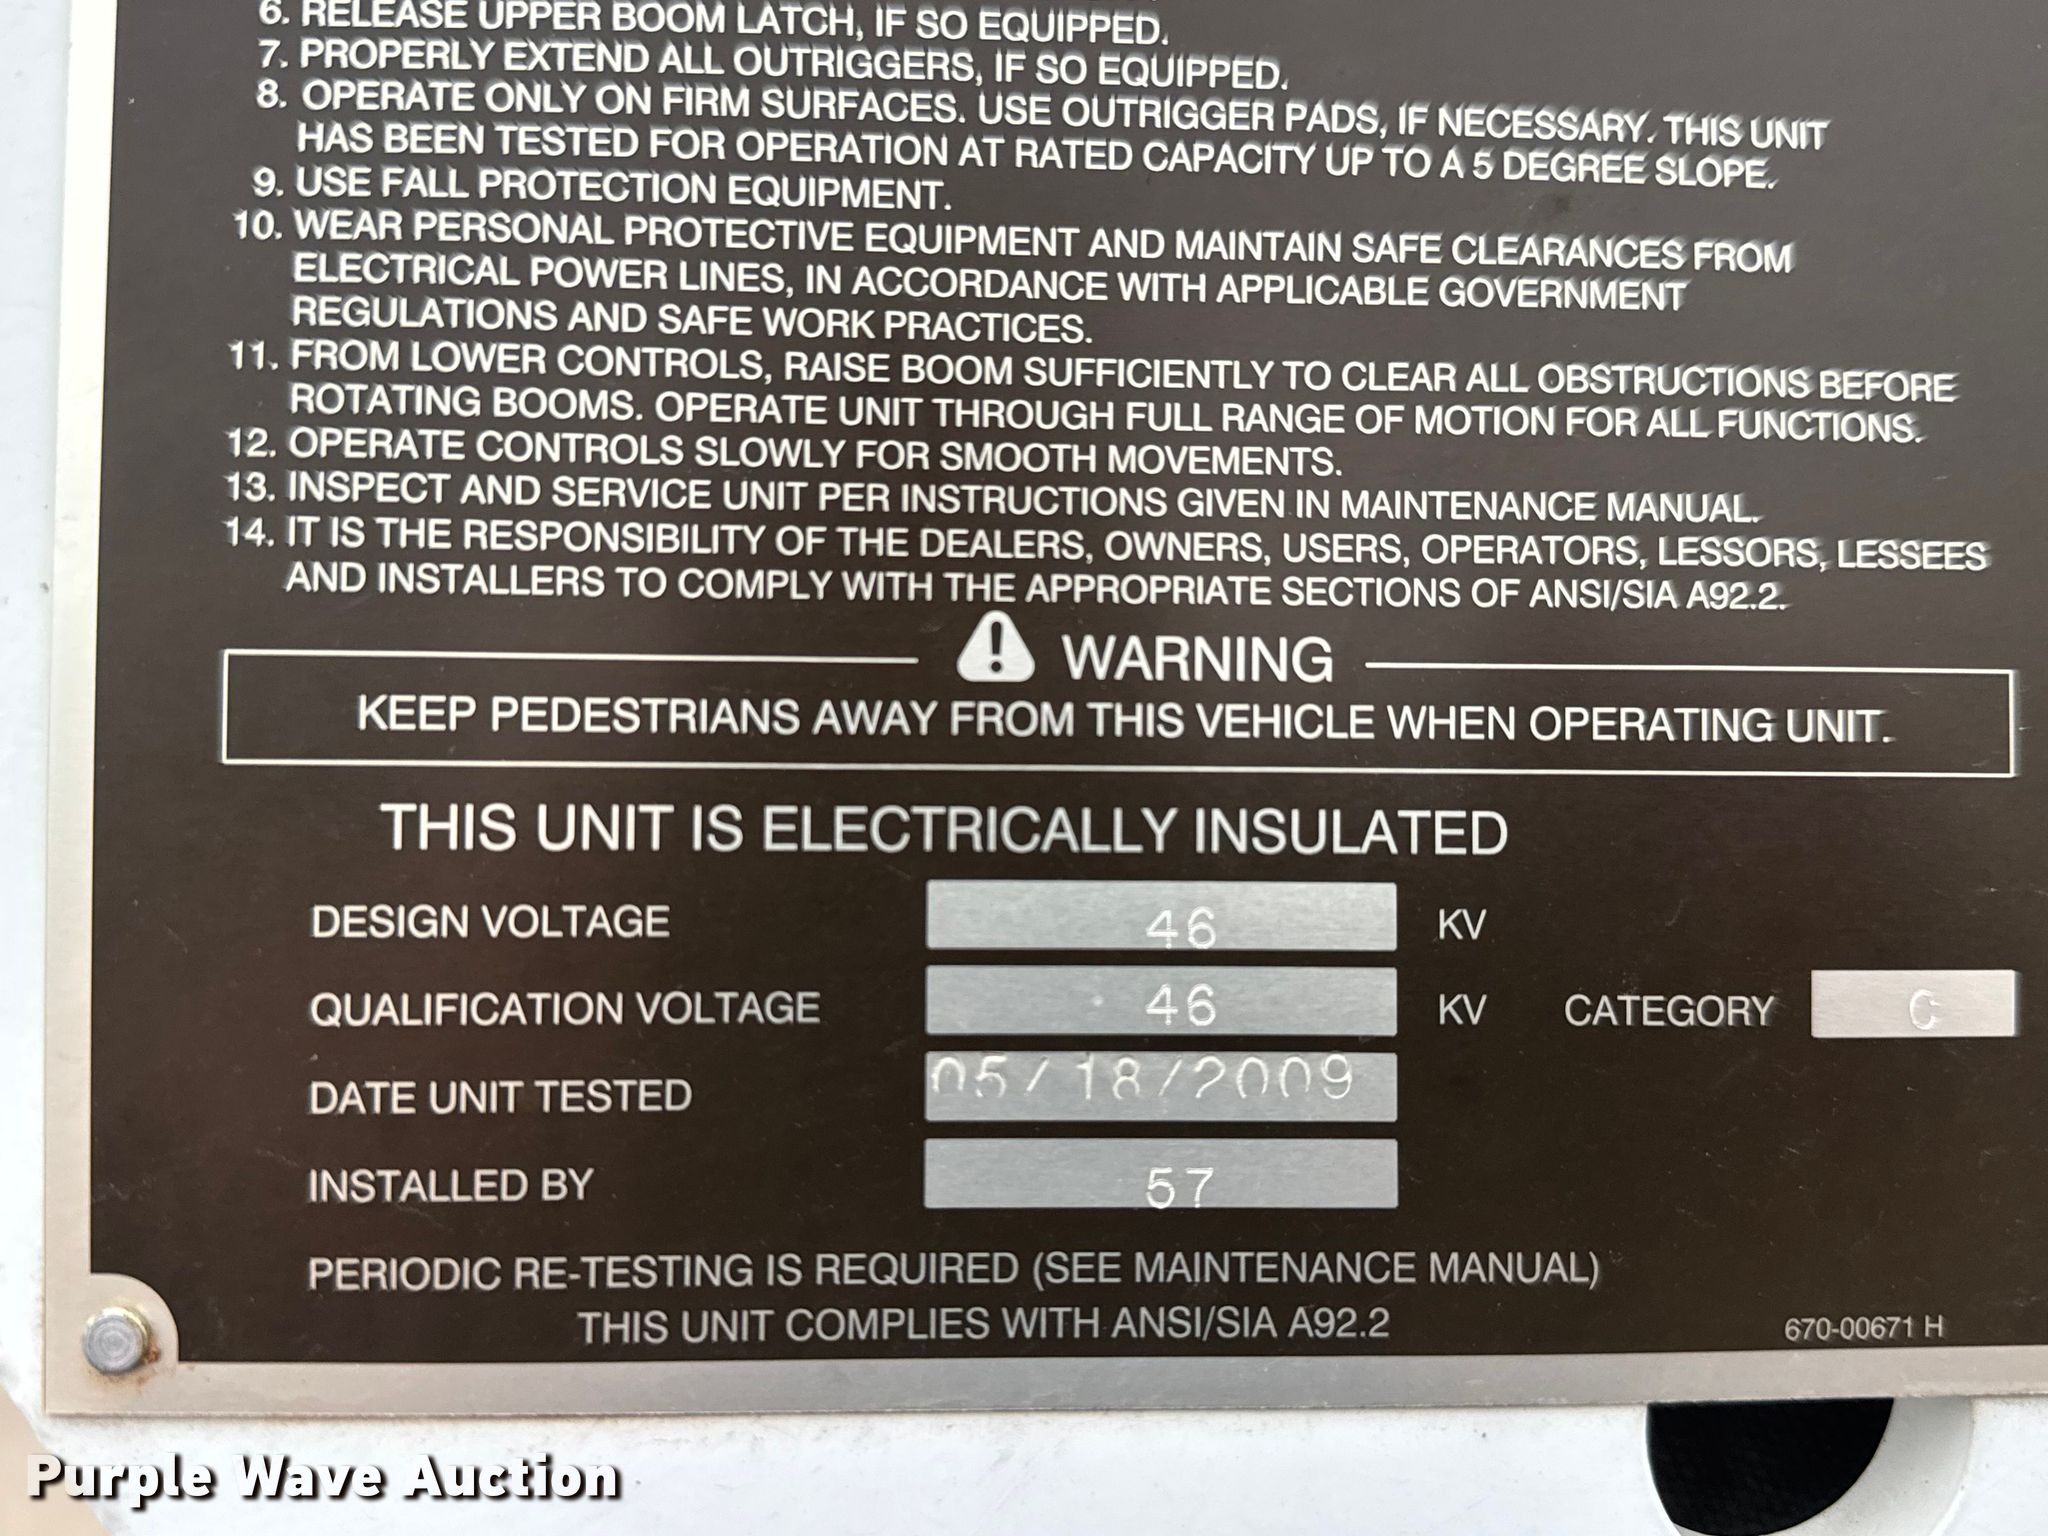 6. RELEASE UPPER BOOM LATCH, IF SO EQUIPPED.
7. PROPERLY EXTEND ALL OUTRIGGERS, IF SO EQUIPPED.
8. OPERATE ONLY ON FIRM SURFACES. USE OUTRIGGER PADS, IF NECESSARY. THIS UNIT
HAS BEEN TESTED FOR OPERATION AT RATED CAPACITY UP TO A 5 DEGREE SLOPE.
9. USE FALL PROTECTION EQUIPMENT.
10. WEAR PERSONAL PROTECTIVE EQUIPMENT AND MAINTAIN SAFE CLEARANCES FROM
ELECTRICAL POWER LINES, IN ACCORDANCE WITH APPLICABLE GOVERNMENT
REGULATIONS AND SAFE WORK PRACTICES.
11. FROM LOWER CONTROLS, RAISE BOOM SUFFICIENTLY TO CLEAR ALL OBSTRUCTIONS BEFORE
ROTATING BOOMS. OPERATE UNIT THROUGH FULL RANGE OF MOTION FOR ALL FUNCTIONS.
12. OPERATE CONTROLS SLOWLY FOR SMOOTH MOVEMENTS.
13. INSPECT AND SERVICE UNIT PER INSTRUCTIONS GIVEN IN MAINTENANCE MANUAL.
14. IT IS THE RESPONSIBILITY OF THE DEALERS, OWNERS, USERS, OPERATORS, LESSORS, LESSEES
AND INSTALLERS TO COMPLY WITH THE APPROPRIATE SECTIONS OF ANSI/SIA A92.2.
WARNING
KEEP PEDESTRIANS AWAY FROM THIS VEHICLE WHEN OPERATING UNIT.
THIS UNIT IS ELECTRICALLY INSULATED
DESIGN VOLTAGE 46 KV
QUALIFICATION VOLTAGE 46 KV CATEGORY C
DATE UNIT TESTED 05/18/2009
INSTALLED BY 57
PERIODIC RE-TESTING IS REQUIRED (SEE MAINTENANCE MANUAL)
THIS UNIT COMPLIES WITH ANSI/SIA A92.2
670-00671 H
Purple Wave Auction